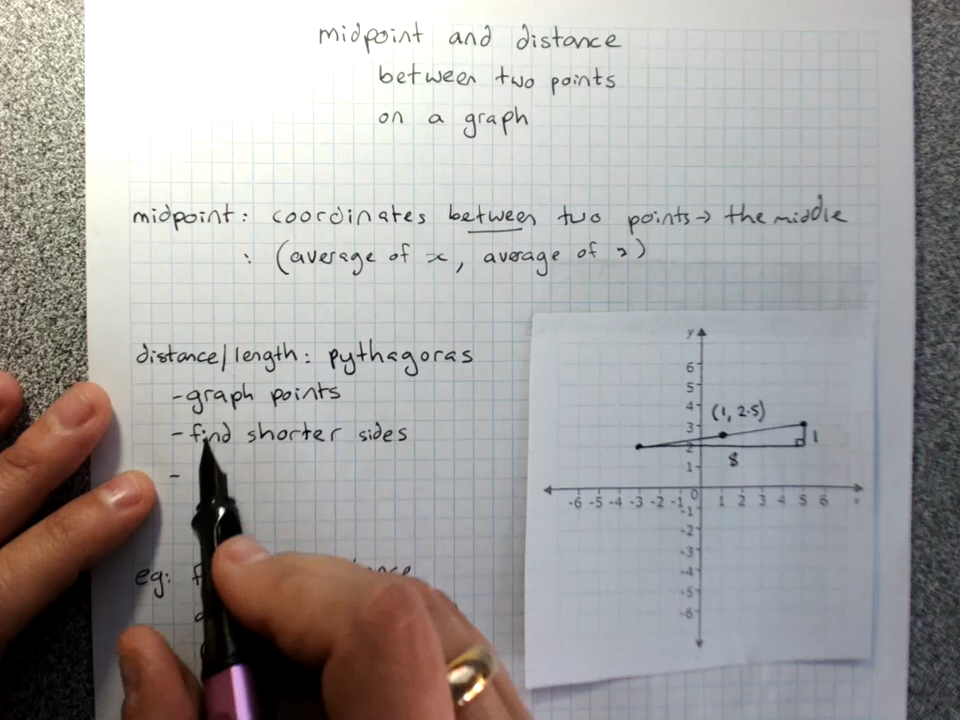 midpoint and distance
between two points
on a graph
midpoint: coordinates between two points → the middle
: (average of x, average of
distance/length: pythagoras
- graph points
- find shorter sides
-
eg:
y
6
5
4
3
2
1
0
(1, 2.5)
1
8
-6 -5 -4 -3 -2 -1 1 2 3 4 5 6 x
-1
-2
-3
-4
-5
-6